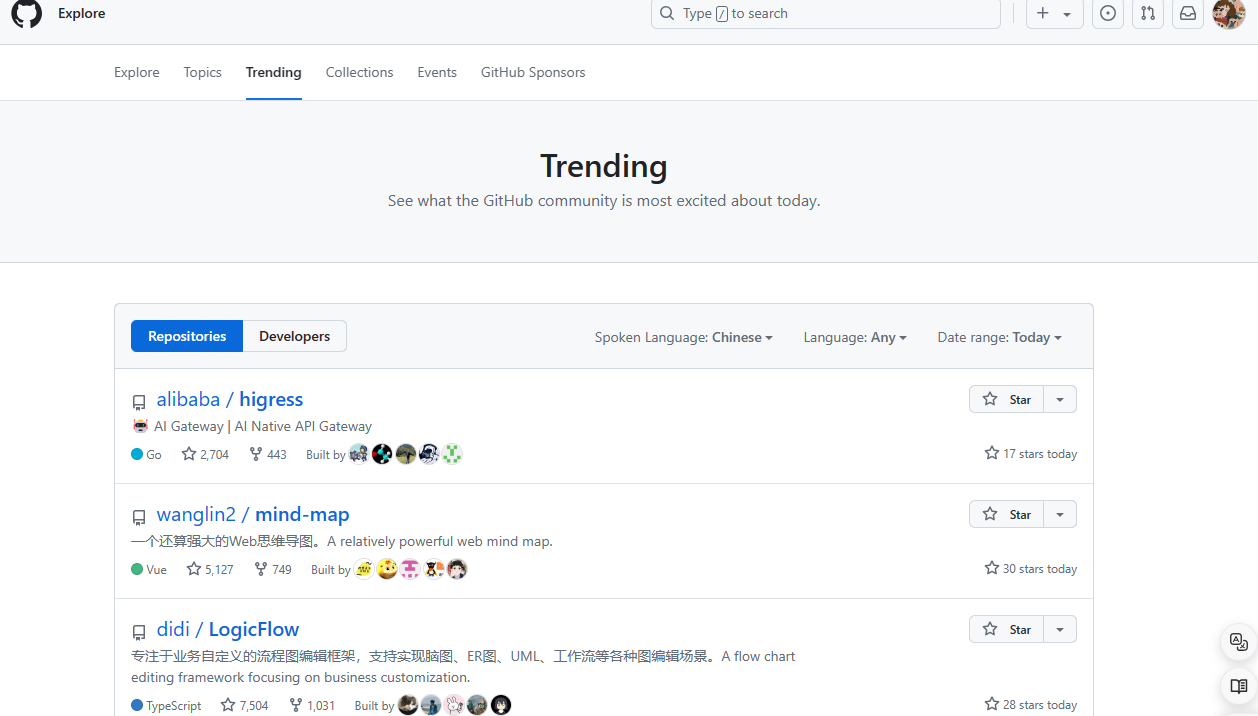 Explore
Type / to search
Explore Topics Trending Collections Events GitHub Sponsors
Trending
See what the GitHub community is most excited about today.
Repositories Developers Spoken Language: Chinese Language: Any Date range: Today
alibaba / higress Star
AI Gateway | AI Native API Gateway
Go 2,704 443 Built by 17 stars today
wanglin2 / mind-map Star
一个还算强大的Web思维导图。A relatively powerful web mind map.
Vue 5,127 749 Built by 30 stars today
didi / LogicFlow Star
专注于业务自定义的流程图编辑框架，支持实现脑图、ER图、UML、工作流等各种图编辑场景。A flow chart
editing framework focusing on business customization.
TypeScript 7,504 1,031 Built by 28 stars today